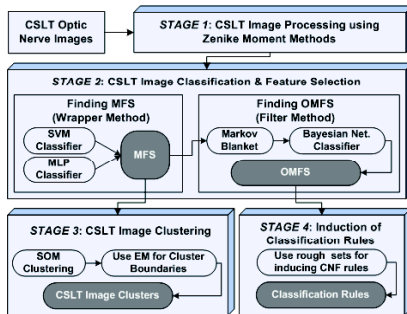 CSLT Optic
Nerve Images
STAGE 1: CSLT Image Processing using
Zenike Moment Methods
STAGE 2: CSLT Image Classification & Feature Selection
Finding MFS
(Wrapper Method)
SVM
Classifier
MLP
Classifier
MFS
Finding OMFS
(Filter Method)
Markov
Blanket
Bayesian Net.
Classifier
OMFS
STAGE 3: CSLT Image Clustering
SOM
Clustering
Use EM for Cluster
Boundaries
CSLT Image Clusters
STAGE 4: Induction of
Classification Rules
Use rough sets for
inducing CNF rules
Classification Rules